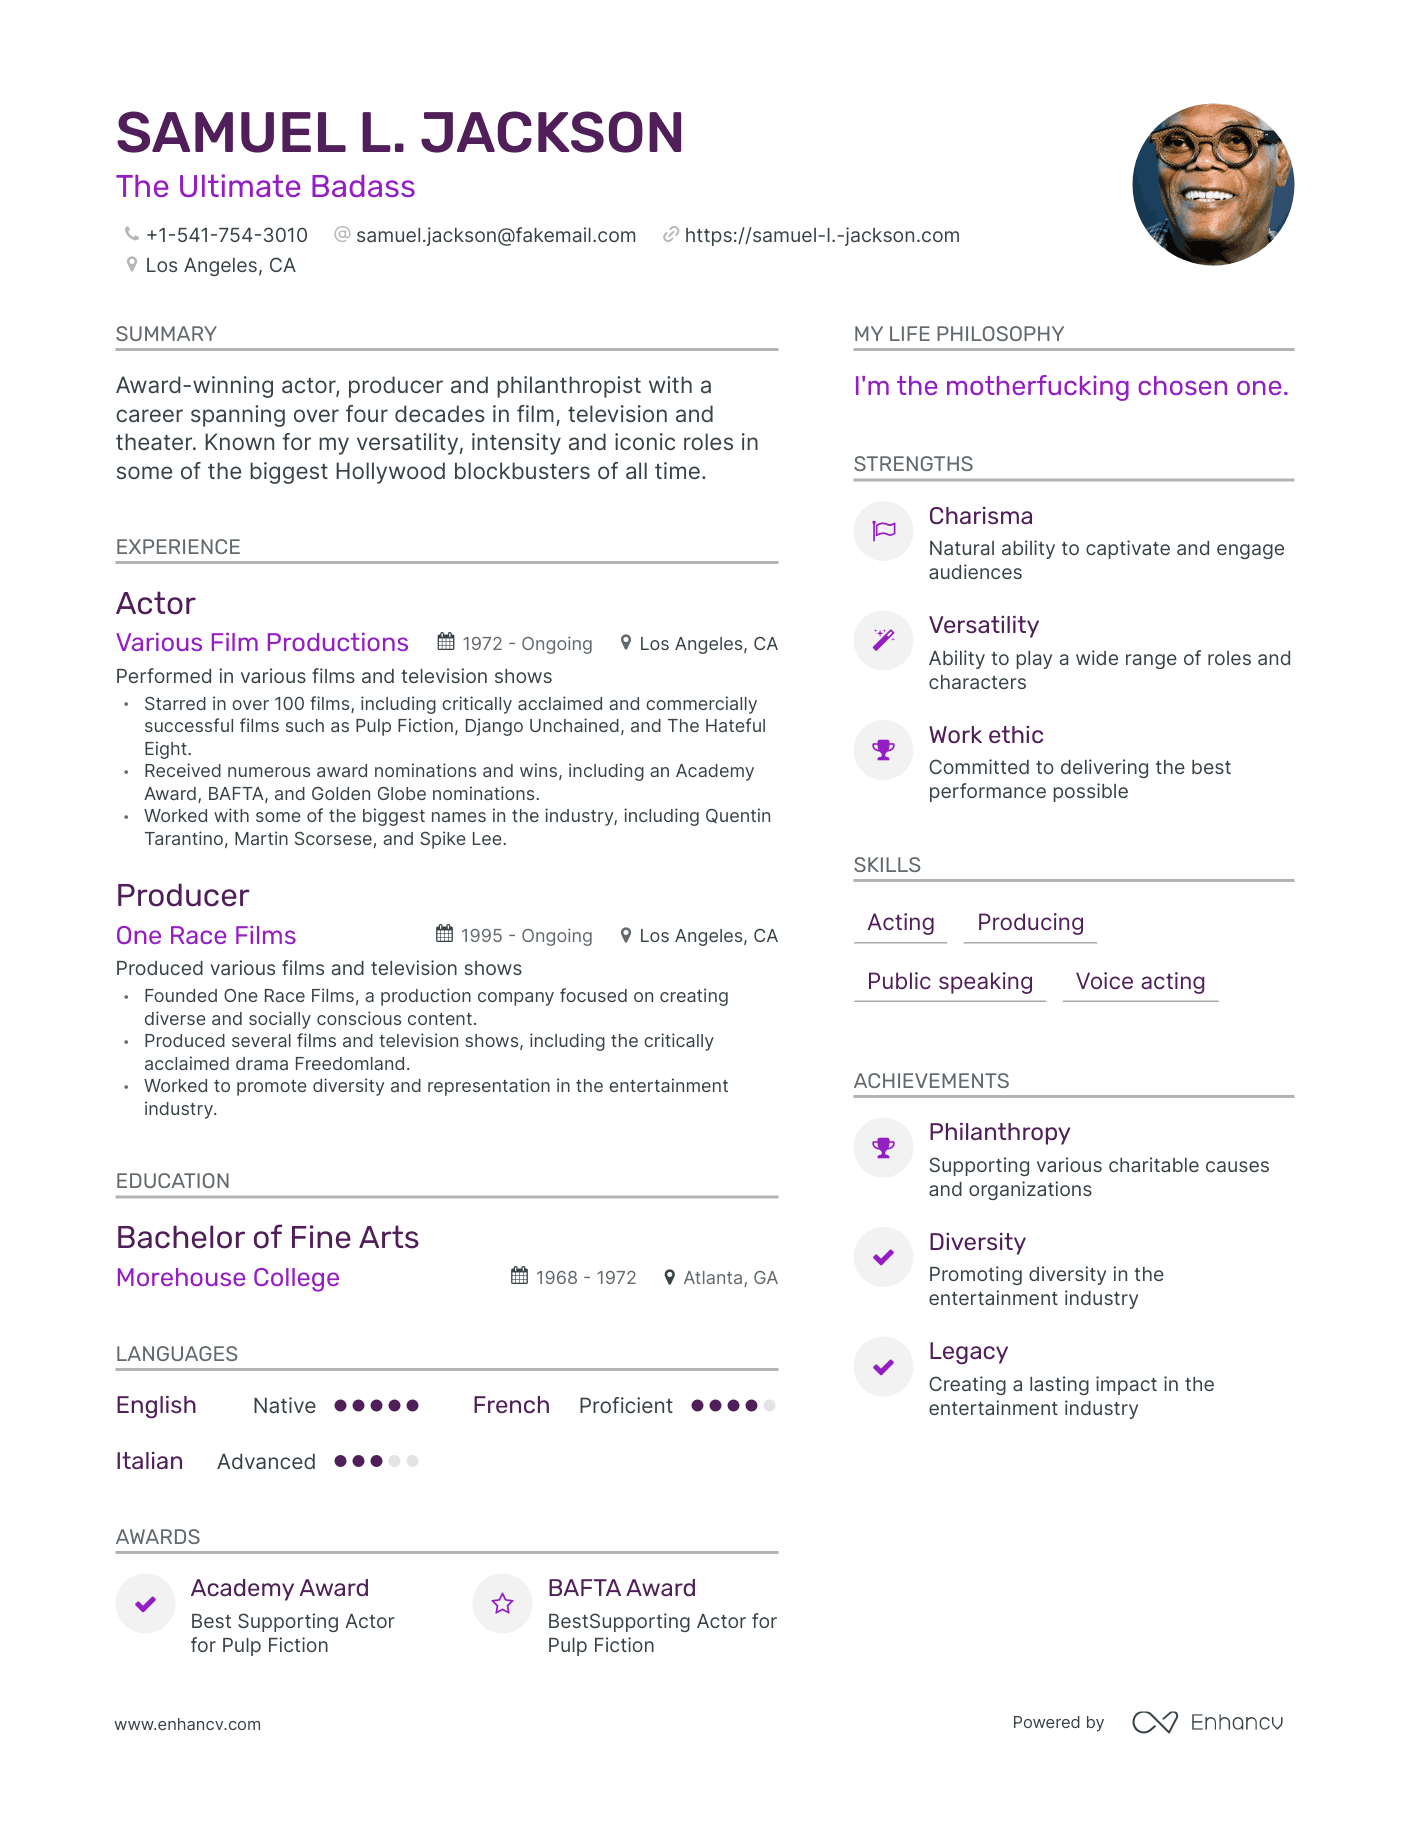 SAMUEL L. JACKSON
The Ultimate Badass
+1-541-754-3010 @ samuel.jackson@fakemail.com https://samuel-l.-jackson.com
Los Angeles, CA
SUMMARY
Award-winning actor, producer and philanthropist with a
career spanning over four decades in film, television and
theater. Known for my versatility, intensity and iconic roles in
some of the biggest Hollywood blockbusters of all time.
EXPERIENCE
Actor
Various Film Productions 1972 - Ongoing Los Angeles, CA
Performed in various films and television shows
• Starred in over 100 films, including critically acclaimed and commercially
successful films such as Pulp Fiction, Django Unchained, and The Hateful
Eight.
• Received numerous award nominations and wins, including an Academy
Award, BAFTA, and Golden Globe nominations.
• Worked with some of the biggest names in the industry, including Quentin
Tarantino, Martin Scorsese, and Spike Lee.
Producer
One Race Films 1995 - Ongoing Los Angeles, CA
Produced various films and television shows
• Founded One Race Films, a production company focused on creating
diverse and socially conscious content.
• Produced several films and television shows, including the critically
acclaimed drama Freedomland.
• Worked to promote diversity and representation in the entertainment
industry.
EDUCATION
Bachelor of Fine Arts
Morehouse College 1968 - 1972 Atlanta, GA
LANGUAGES
English Native French Proficient
Italian Advanced
AWARDS
Academy Award
Best Supporting Actor
for Pulp Fiction
BAFTA Award
BestSupporting Actor for
Pulp Fiction
MY LIFE PHILOSOPHY
I'm the motherfucking chosen one.
STRENGTHS
Charisma
Natural ability to captivate and engage
audiences
Versatility
Ability to play a wide range of roles and
characters
Work ethic
Committed to delivering the best
performance possible
SKILLS
Acting Producing
Public speaking Voice acting
ACHIEVEMENTS
Philanthropy
Supporting various charitable causes
and organizations
Diversity
Promoting diversity in the
entertainment industry
Legacy
Creating a lasting impact in the
entertainment industry
www.enhancv.com
Powered by Enhancv